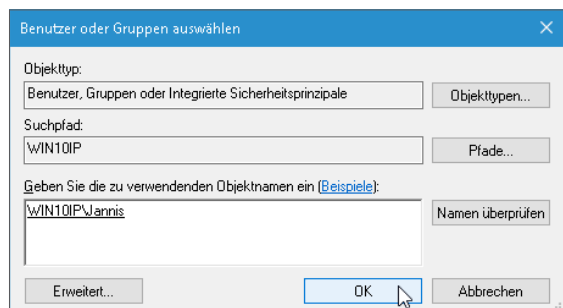 Benutzer oder Gruppen auswählen
Objekttyp:
Benutzer, Gruppen oder Integrierte Sicherheitsprinzipale
Objekttypen...
Suchpfad:
WIN10IP
Pfade...
Geben Sie die zu verwendenden Objektnamen ein (Beispiele):
WIN10IP\Jannis
Namen überprüfen
Erweitert...
OK
Abbrechen